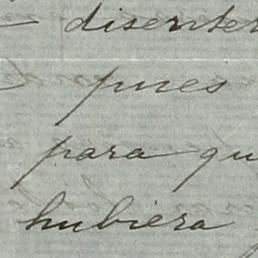 disenter
pues
para qu
hubiera